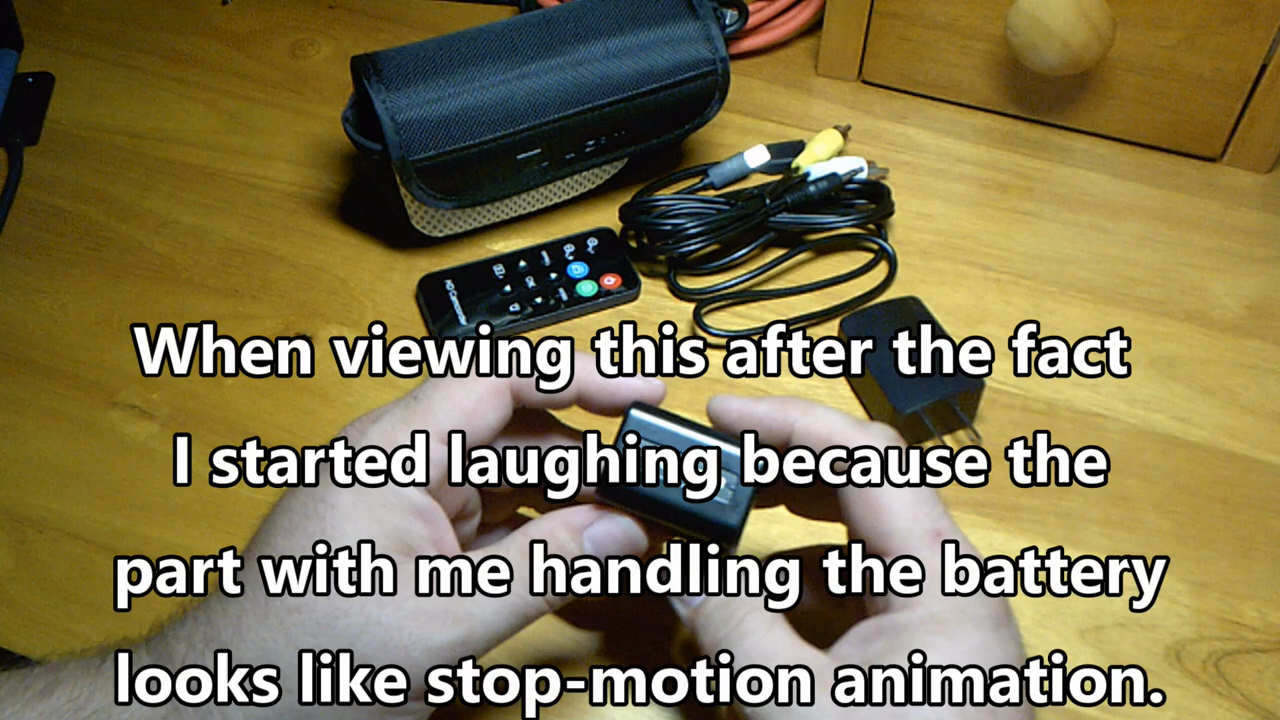 When viewing this after the fact
I started laughing because the
part with me handling the battery
looks like stop-motion animation.